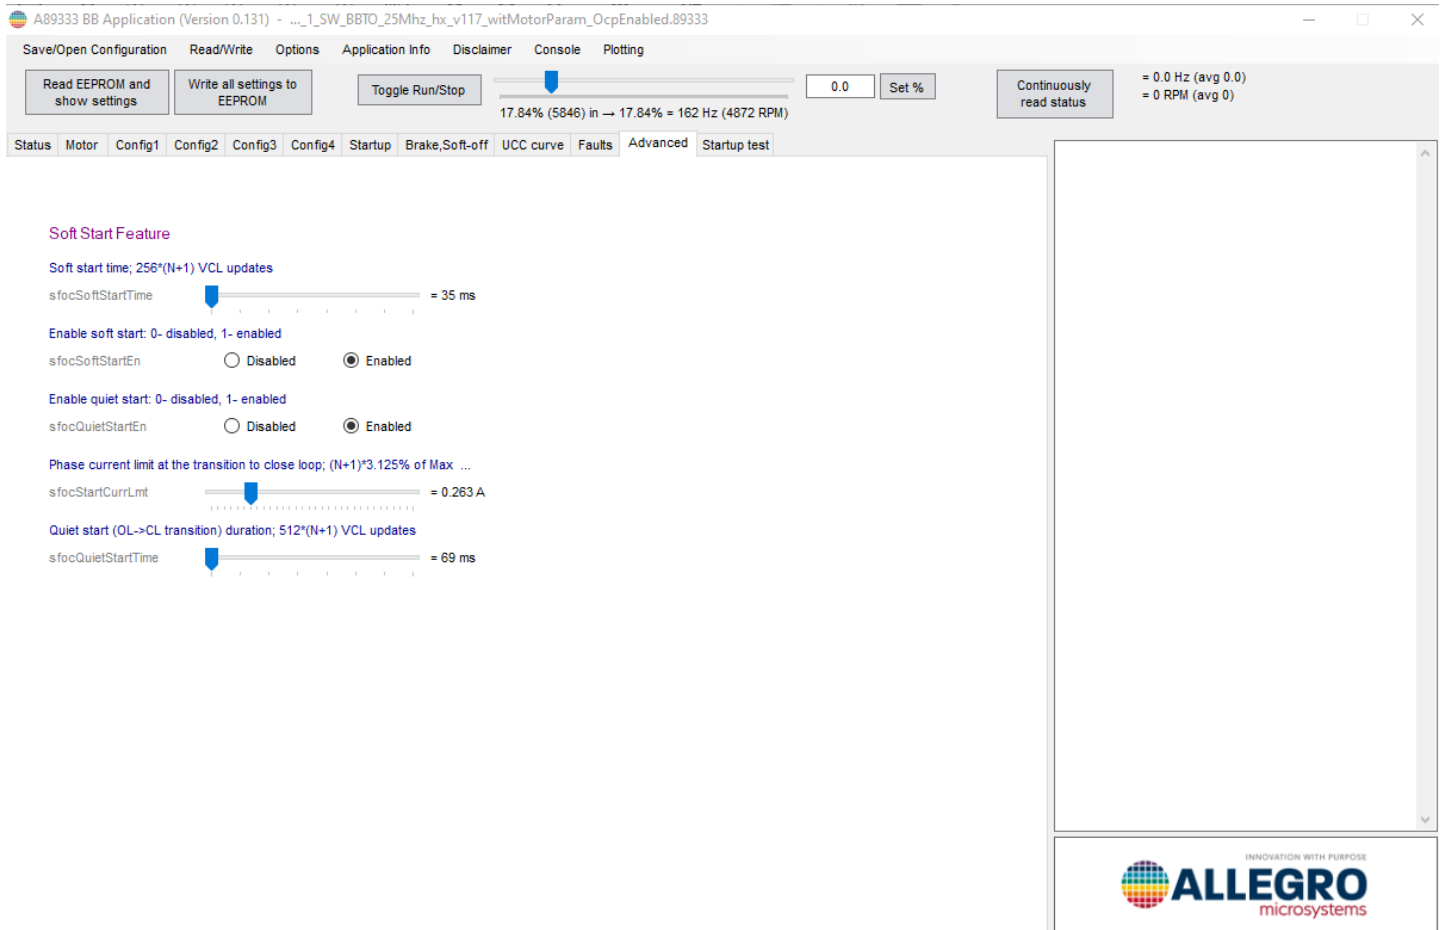 A89333 BB Application (Version 0.131) - ..._1_SW_BBTO_25Mhz_hx_v117_witMotorParam_OcpEnabled.89333
Save/Open Configuration Read/Write Options Application Info Disclaimer Console Plotting
Read EEPROM and show settings
Write all settings to EEPROM
Toggle Run/Stop
17.84% (5846) in → 17.84% = 162 Hz (4872 RPM)
0.0
Set %
Continuously read status
= 0.0 Hz (avg 0.0)
= 0 RPM (avg 0)
Status Motor Config1 Config2 Config3 Config4 Startup Brake,Soft-off UCC curve Faults Advanced Startup test
Soft Start Feature
Soft start time; 256*(N+1) VCL updates
sfocSoftStartTime = 35 ms
Enable soft start: 0- disabled, 1- enabled
sfocSoftStartEn Disabled Enabled
Enable quiet start: 0- disabled, 1- enabled
sfocQuietStartEn Disabled Enabled
Phase current limit at the transition to close loop; (N+1)*3.125% of Max ...
sfocStartCurrLmt = 0.263 A
Quiet start (OL->CL transition) duration; 512*(N+1) VCL updates
sfocQuietStartTime = 69 ms
INNOVATION WITH PURPOSE
ALLEGRO
microsystems